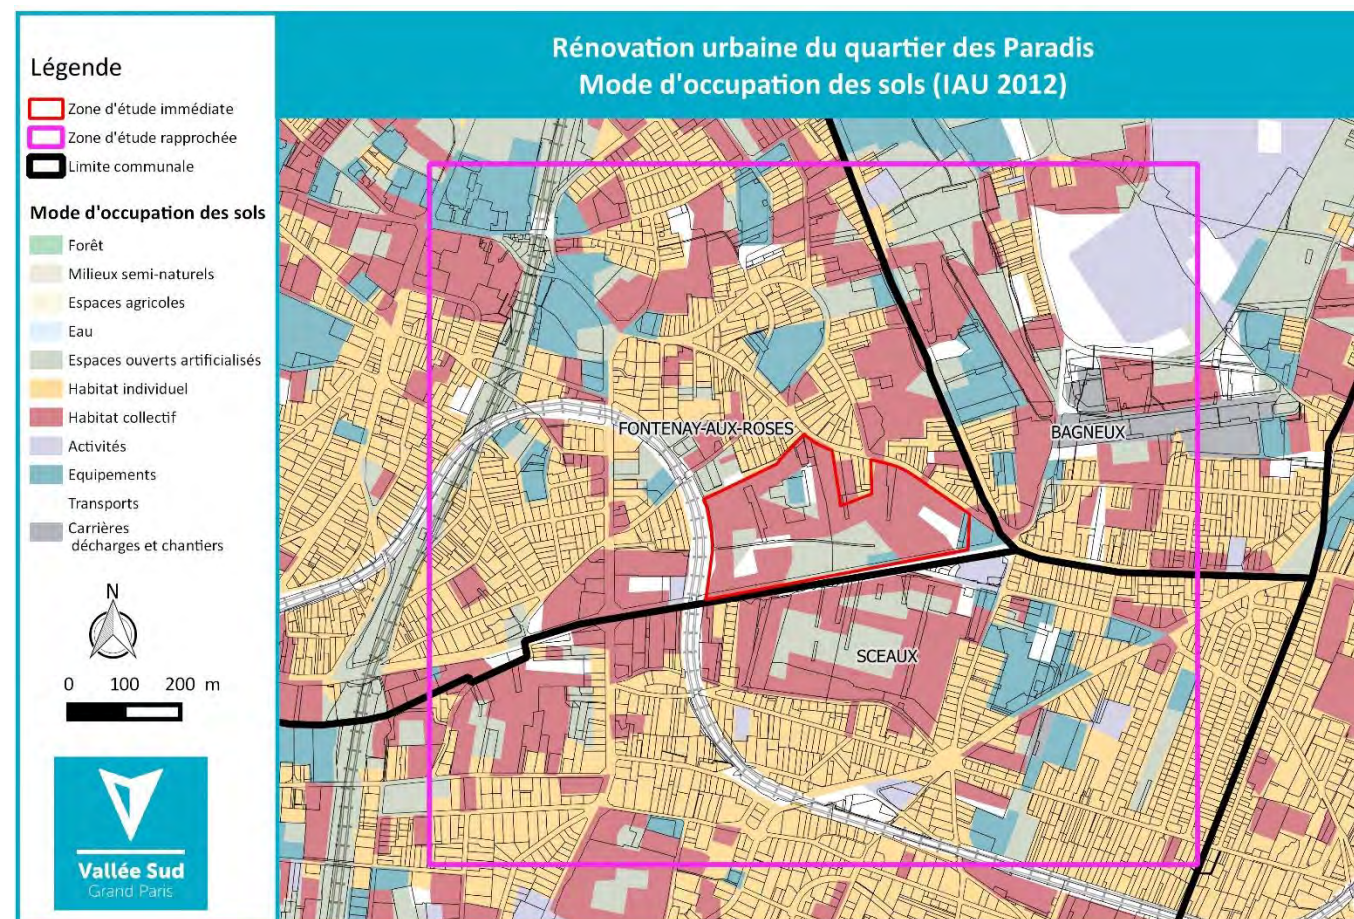 Rénovation urbaine du quartier des Paradis
Mode d'occupation des sols (IAU 2012)
Légende
Zone d'étude immédiate
Zone d'étude rapprochée
Limite communale
Mode d'occupation des sols
Forêt
Milieux semi-naturels
Espaces agricoles
Eau
Espaces ouverts artificialisés
Habitat individuel
Habitat collectif
Activités
Equipements
Transports
Carrières
décharges et chantiers
N
0 100 200 m
Vallée Sud
Grand Paris
FONTENAY-AUX-ROSES
BAGNEUX
SCEAUX